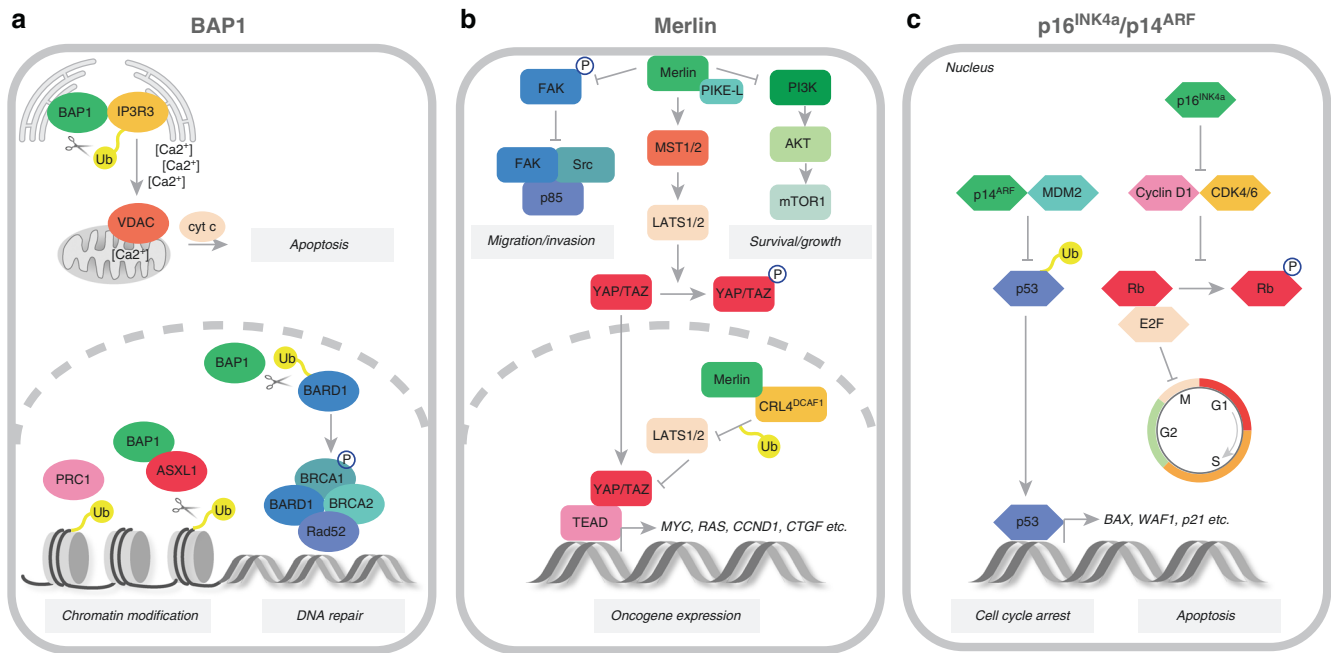 a
BAP1
BAP1
IP3R3
Ub
[Ca2+]
[Ca2+]
[Ca2+]
VDAC
cyt c
[Ca²⁺]
Apoptosis
BAP1
Ub
BARD1
BAP1
ASXL1
PRC1
Ub
Ub
P
BRCA1
BARD1
BRCA2
Rad52
Chromatin modification
DNA repair
b
Merlin
P
FAK
Merlin
PIKE-L
PI3K
FAK
Src
p85
MST1/2
AKT
LATS1/2
mTOR1
Migration/invasion
Survival/growth
YAP/TAZ
P
YAP/TAZ
Merlin
CRL4ᴰᶜᴬᶠ¹
LATS1/2
Ub
YAP/TAZ
TEAD
MYC, RAS, CCND1, CTGF etc.
Oncogene expression
c
p16ᴵᴺᴷ⁴ᵃ/p14ᴬᴿᶠ
Nucleus
p16ᴵᴺᴷ⁴ᵃ
p14ᴬᴿᶠ
MDM2
Cyclin D1
CDK4/6
Ub
p53
Rb
P
Rb
E2F
M
G1
G2
S
p53
BAX, WAF1, p21 etc.
Cell cycle arrest
Apoptosis